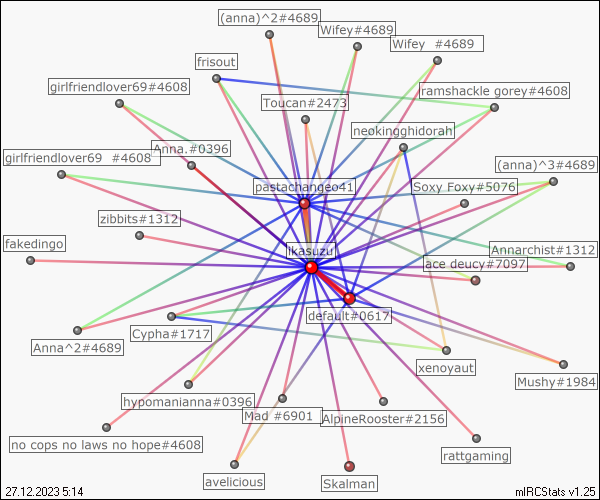 (anna)^2#4689
Wifey#4689
Wifey  #4689
frisout
girlfriendlover69#4608
ramshackle gorey#4608
Toucan#2473
neokingghidorah
Anna.#0396
girlfriendlover69  #4608
(anna)^3#4689
pastachangeo41
Soxy Foxy#5076
zibbits#1312
fakedingo
Ikasuzu
Annarchist#1312
ace deucy#7097
default#0617
Cypha#1717
Anna^2#4689
xenoyaut
Mushy#1984
hypomanianna#0396
Mad #6901
AlpineRooster#2156
no cops no laws no hope#4608
rattgaming
avelicious
Skalman
27.12.2023 5:14
mIRCStats v1.25